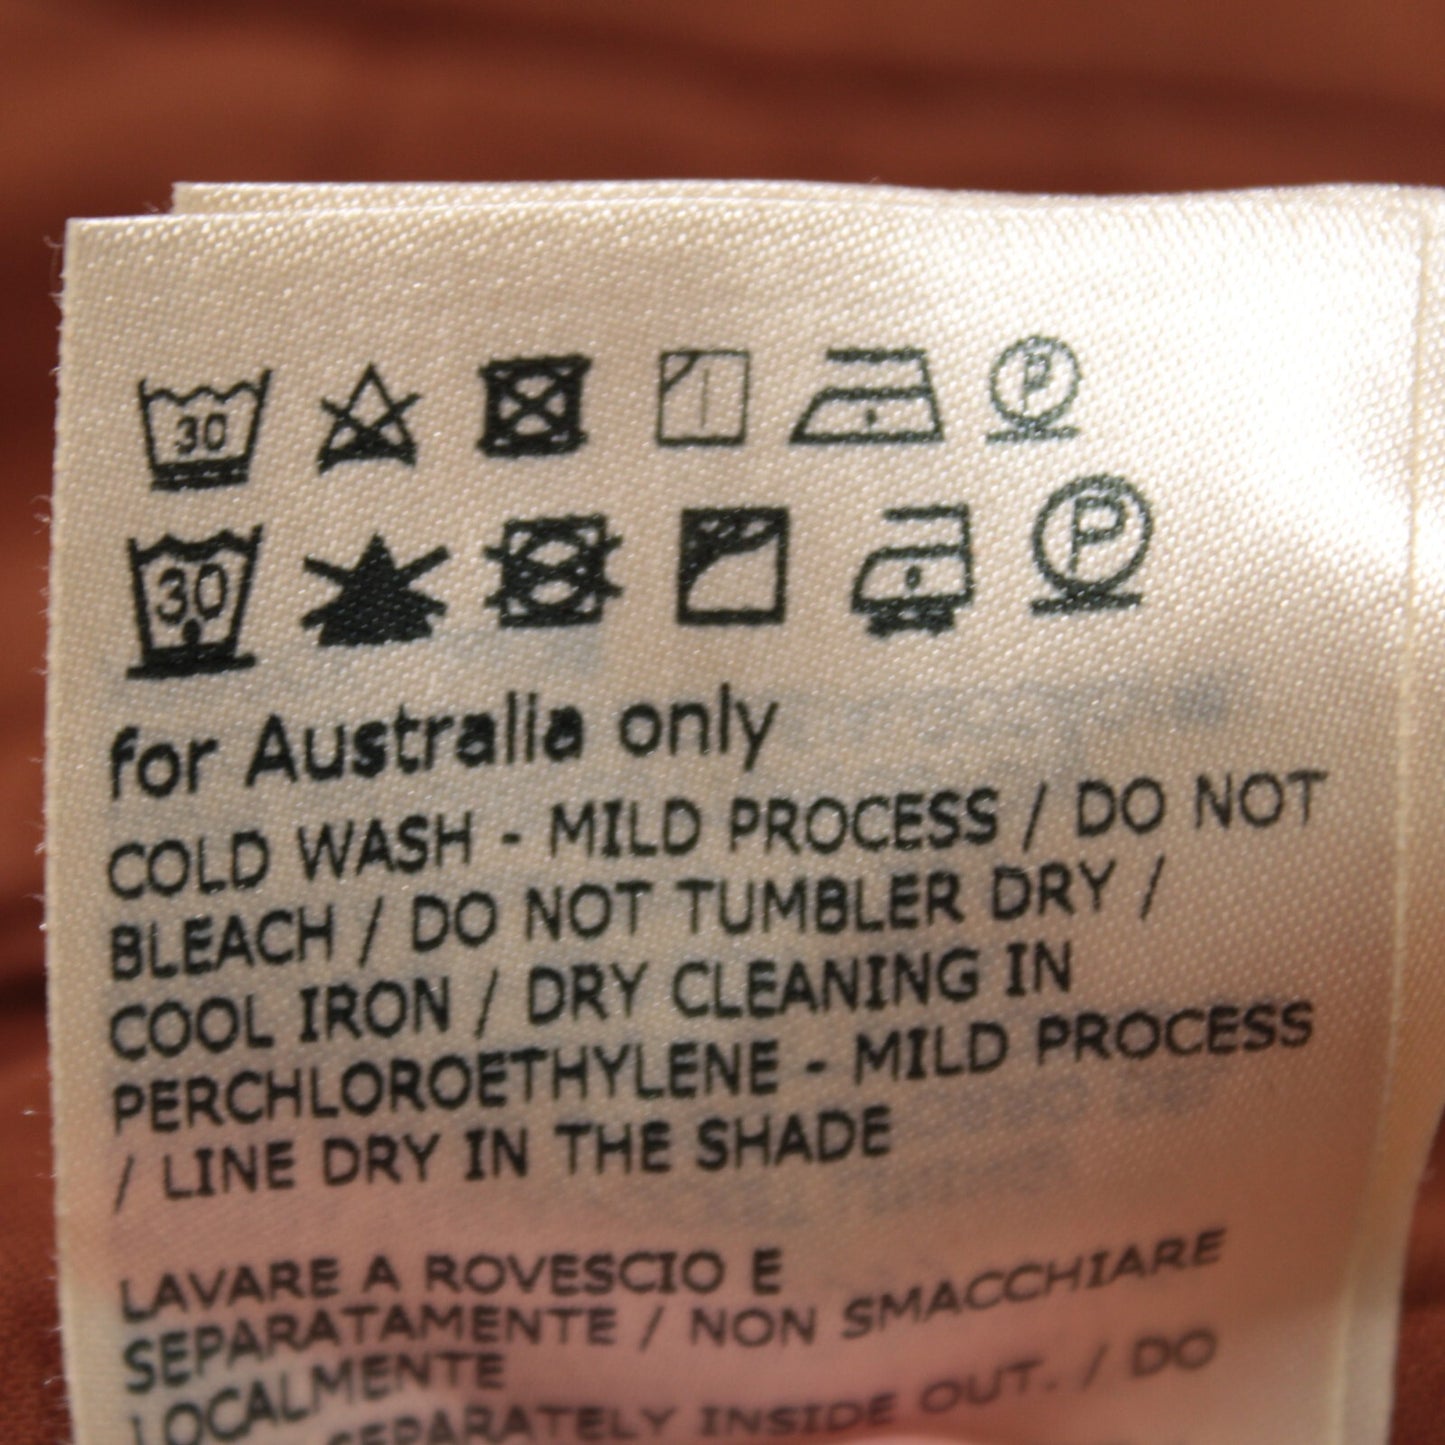 30 P
30 P
for Australia only
COLD WASH - MILD PROCESS / DO NOT
BLEACH / DO NOT TUMBLER DRY /
COOL IRON / DRY CLEANING IN
PERCHLOROETHYLENE - MILD PROCESS
/ LINE DRY IN THE SHADE
LAVARE A ROVESCIO E
SEPARATAMENTE / NON SMACCHIARE
LOCALMENTE
SEPARATELY INSIDE OUT. / DO